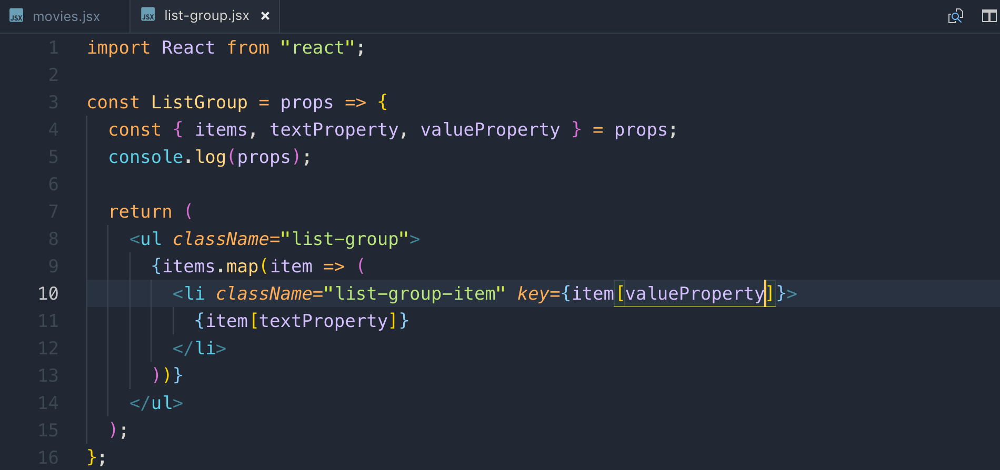 JSX movies.jsx JSX list-group.jsx ×
1 import React from "react";
2
3 const ListGroup = props => {
4   const { items, textProperty, valueProperty } = props;
5   console.log(props);
6
7   return (
8     <ul className="list-group">
9       {items.map(item => (
10         <li className="list-group-item" key={item[valueProperty]}>
11           {item[textProperty]}
12         </li>
13       ))}
14     </ul>
15   );
16 };